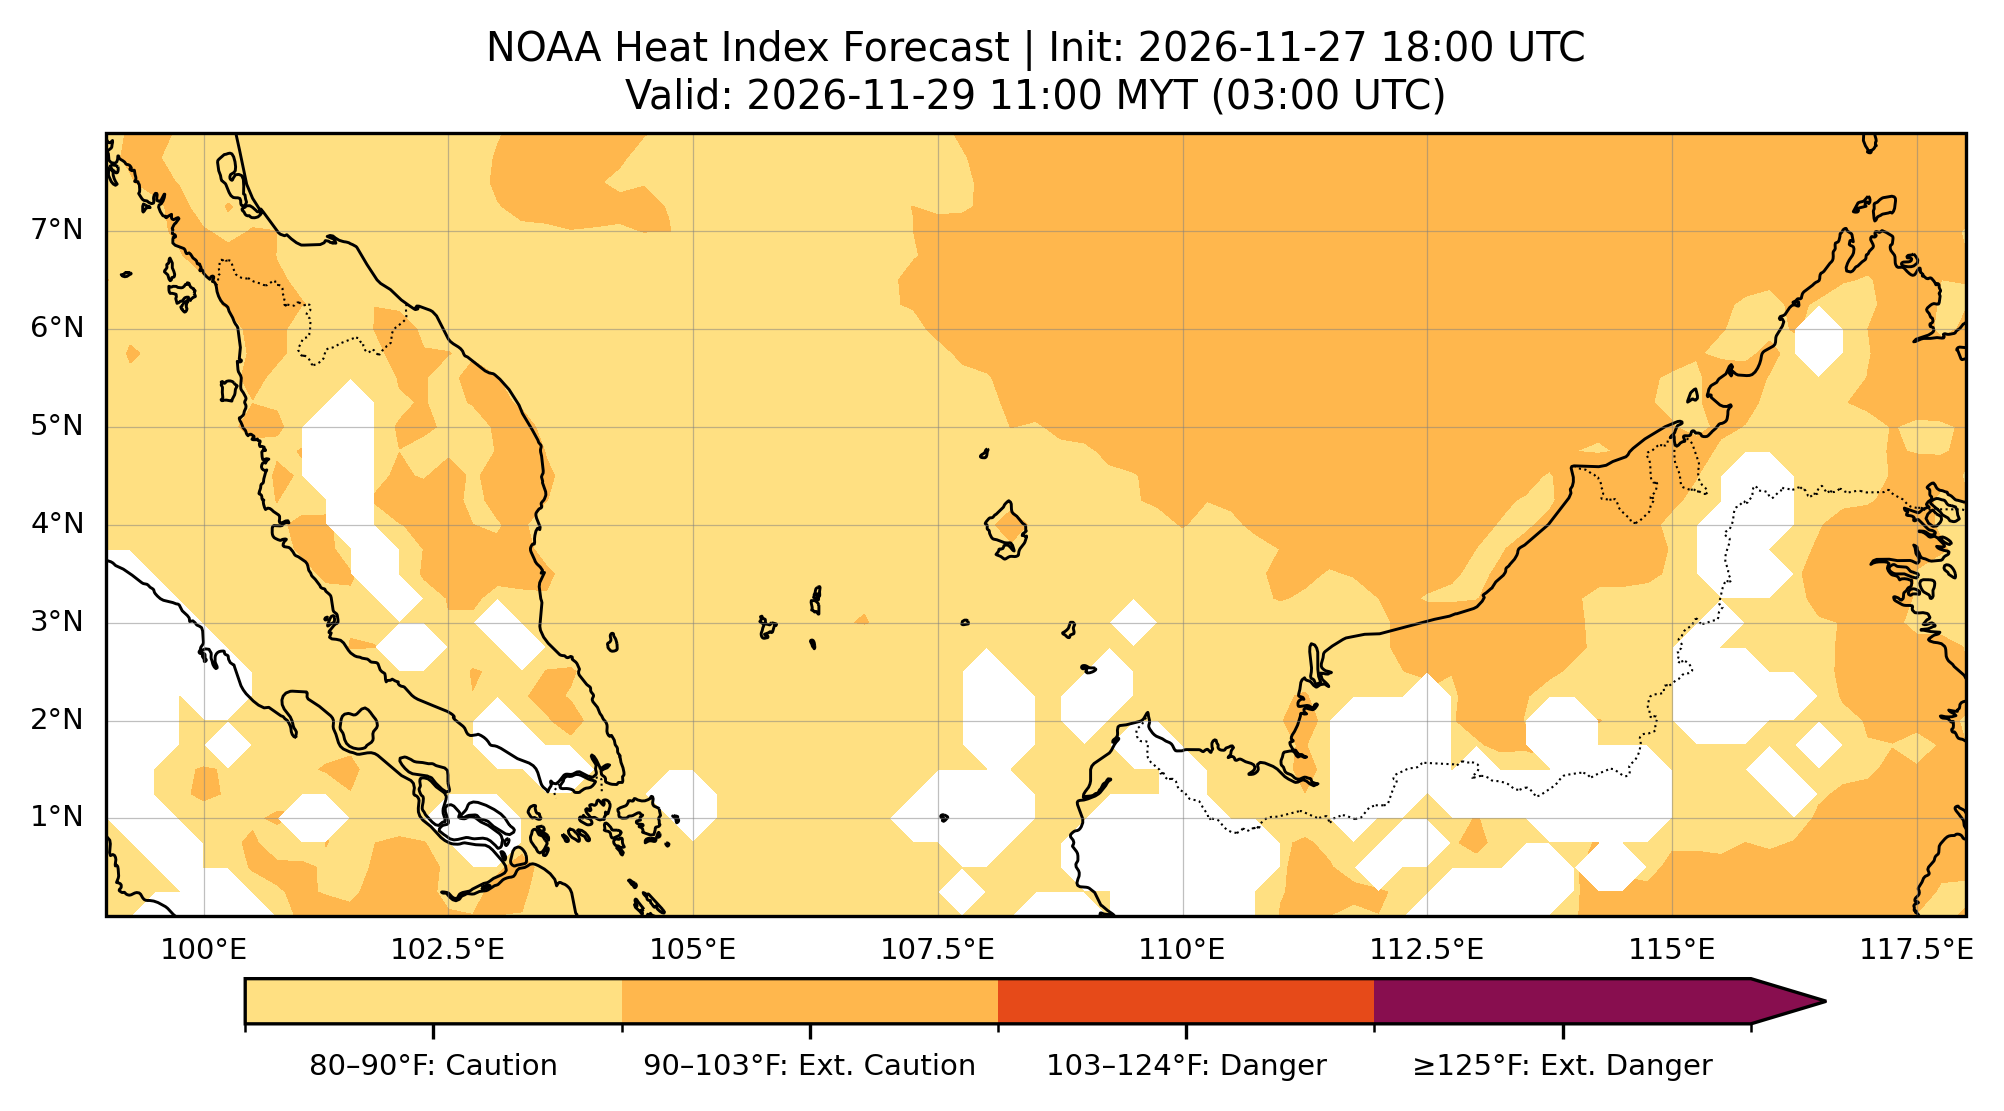 NOAA Heat Index Forecast | Init: 2026-11-27 18:00 UTC
Valid: 2026-11-29 11:00 MYT (03:00 UTC)
7°N
6°N
5°N
4°N
3°N
2°N
1°N
100°E 102.5°E 105°E 107.5°E 110°E 112.5°E 115°E 117.5°E
80–90°F: Caution 90–103°F: Ext. Caution 103–124°F: Danger ≥125°F: Ext. Danger